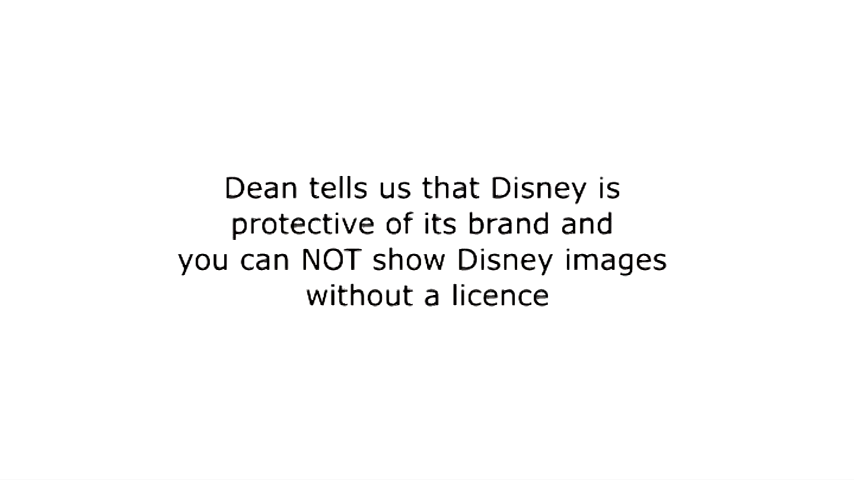 Dean tells us that Disney is
protective of its brand and
you can NOT show Disney images
without a licence